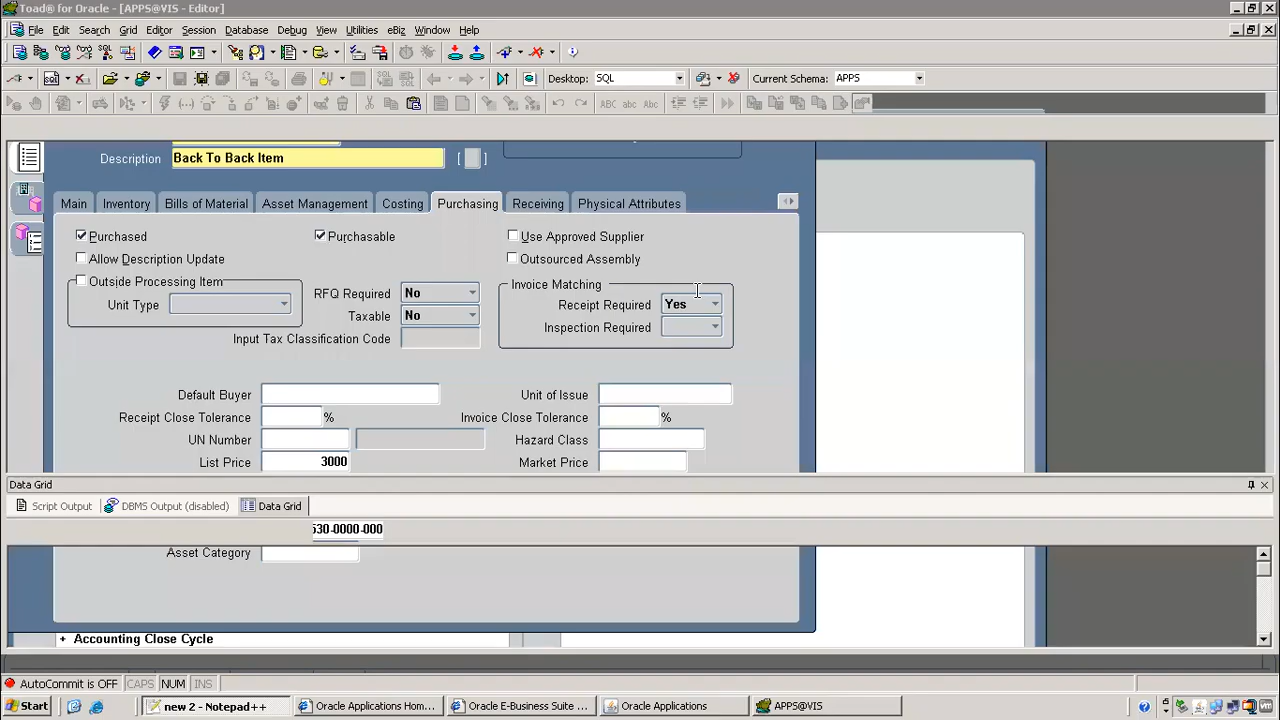 Toad® for Oracle - [APPS@VIS - Editor]
File Edit Search Grid Editor Session Database Debug View Utilities eBiz Window Help
Desktop: SQL Current Schema: APPS
SQL
ABC abc Abc
Description Back To Back Item [ ]
Main Inventory Bills of Material Asset Management Costing Purchasing Receiving Physical Attributes
Purchased Purchasable Use Approved Supplier
Allow Description Update Outsourced Assembly
Outside Processing Item Invoice Matching
Unit Type RFQ Required No Receipt Required Yes
Taxable No Inspection Required
Input Tax Classification Code
Default Buyer Unit of Issue
Receipt Close Tolerance % Invoice Close Tolerance %
UN Number Hazard Class
List Price 3000 Market Price
Data Grid
Script Output DBMS Output (disabled) Data Grid
530-0000-000
Asset Category
+ Accounting Close Cycle
AutoCommit is OFF CAPS NUM INS
Start new 2 - Notepad++ Oracle Applications Hom... Oracle E-Business Suite ... Oracle Applications APPS@VIS